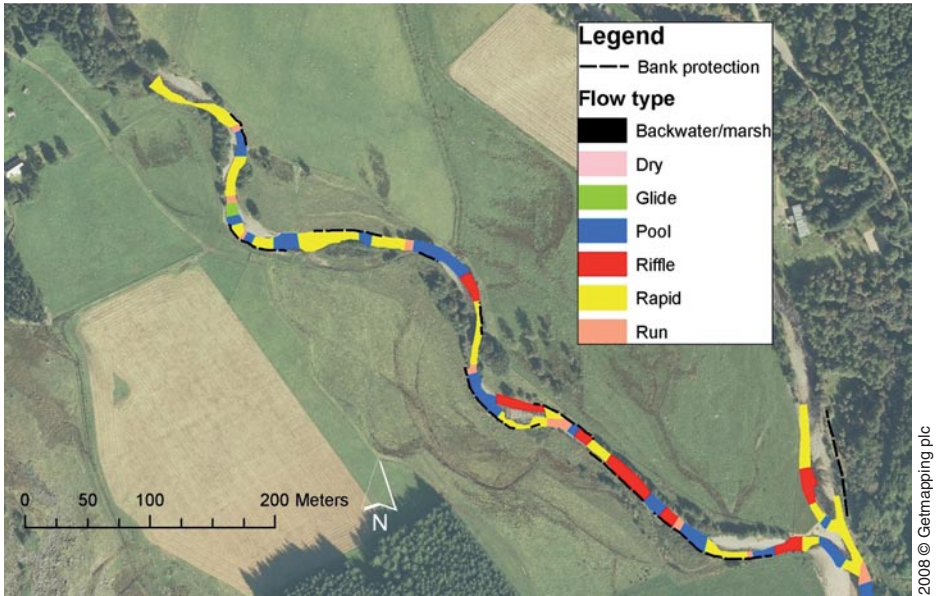 Legend
Bank protection
Flow type
Backwater/marsh
Dry
Glide
Pool
Riffle
Rapid
Run
0 50 100 200 Meters
N
2008 © Getmapping plc